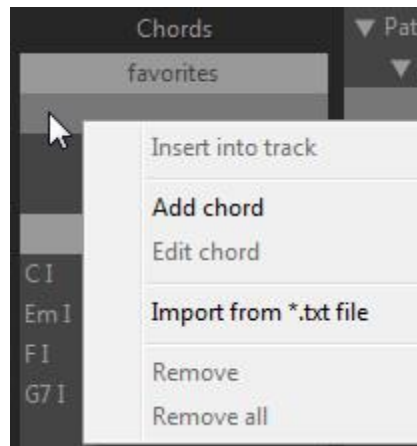 Chords
▼ Pat
favorites
▼
Insert into track
Add chord
Edit chord
Import from *.txt file
Remove
Remove all
C I
Em I
F I
G7 I